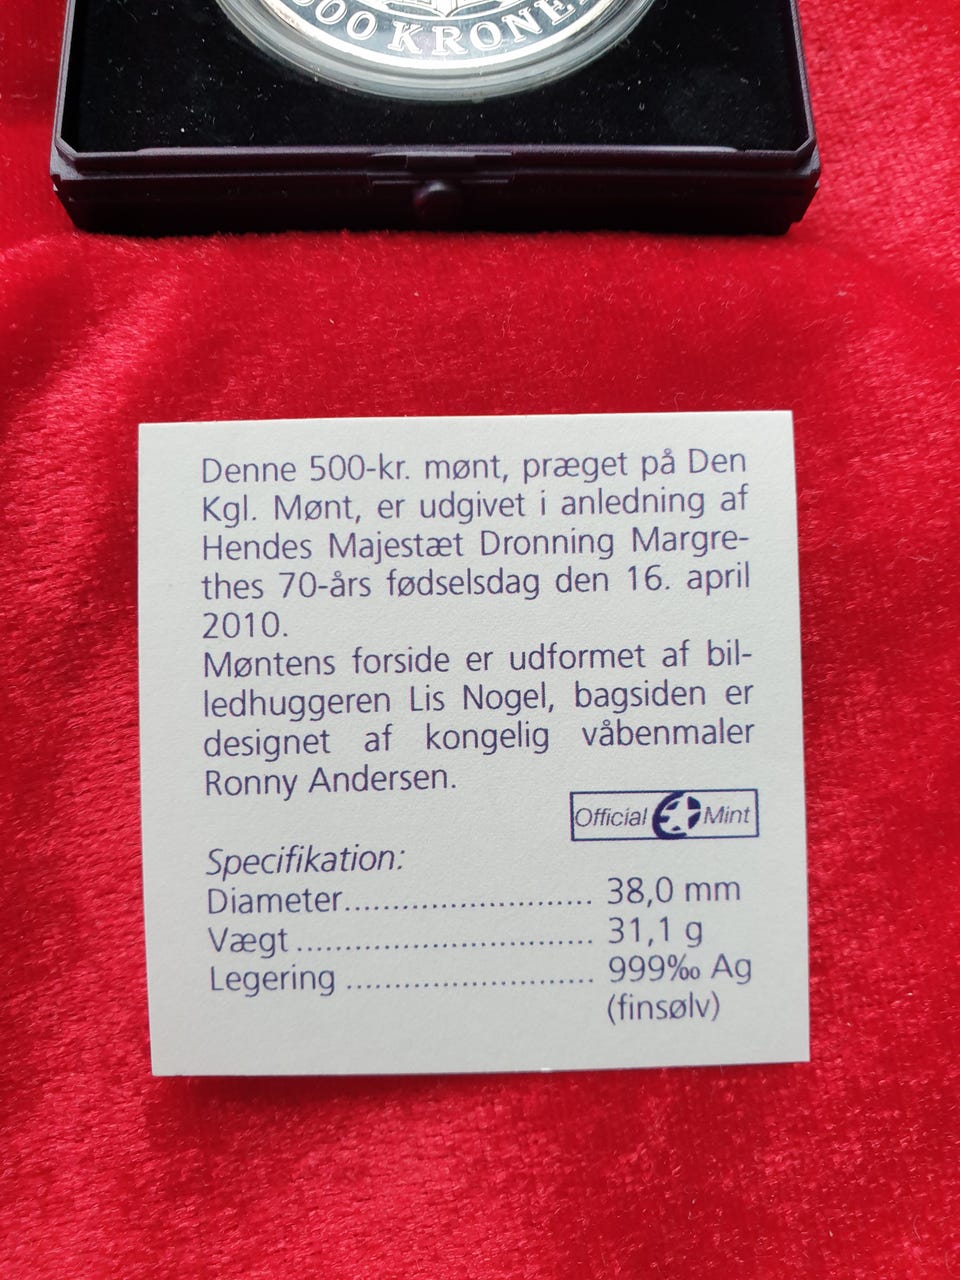 500 KRONER
Denne 500-kr. mønt, præget på Den
Kgl. Mønt, er udgivet i anledning af
Hendes Majestæt Dronning Margre-
thes 70-års fødselsdag den 16. april
2010.
Møntens forside er udformet af bil-
ledhuggeren Lis Nogel, bagsiden er
designet af kongelig våbenmaler
Ronny Andersen.
Official Mint
Specifikation:
Diameter.......................... 38,0 mm
Vægt ............................... 31,1 g
Legering .......................... 999‰ Ag
(finsølv)